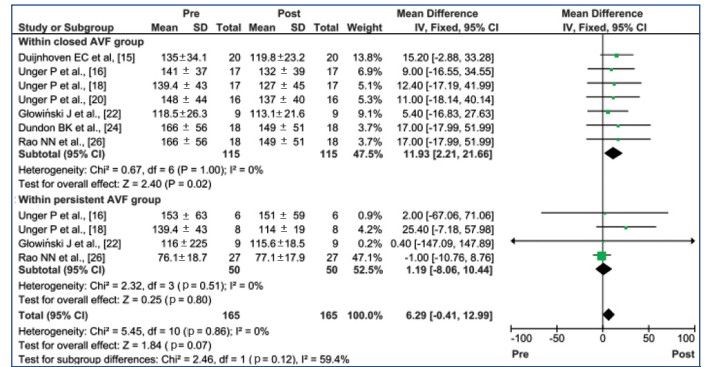 Pre Post Mean Difference Mean Difference
Study or Subgroup Mean SD Total Mean SD Total Weight IV, Fixed, 95% CI IV, Fixed, 95% CI
Within closed AVF group
Duijnhoven EC et al, [15] 135±34.1 20 119.8±23.2 20 13.8% 15.20 [-2.88, 33.28]
Unger P et al., [16] 141 ± 37 17 132 ± 39 17 6.9% 9.00 [-16.55, 34.55]
Unger P et al., [18] 139.4 ± 43 17 127 ± 45 17 5.1% 12.40 [-17.19, 41.99]
Unger P et al., [20] 148 ± 44 16 137 ± 40 16 5.3% 11.00 [-18.14, 40.14]
Głowiński J et al., [22] 118.5±26.3 9 113.1±21.6 9 9.1% 5.40 [-16.83, 27.63]
Dundon BK et al., [24] 166 ± 56 18 149 ± 51 18 3.7% 17.00 [-17.99, 51.99]
Rao NN et al., [26] 166 ± 56 18 149 ± 51 18 3.7% 17.00 [-17.99, 51.99]
Subtotal (95% CI) 115 115 47.5% 11.93 [2.21, 21.66]
Heterogeneity: Chi² = 0.67, df = 6 (P = 1.00); I² = 0%
Test for overall effect: Z = 2.40 (P = 0.02)
Within persistent AVF group
Unger P et al., [16] 153 ± 63 6 151 ± 59 6 0.9% 2.00 [-67.06, 71.06]
Unger P et al., [18] 139.4 ± 43 8 114 ± 19 8 4.2% 25.40 [-7.18, 57.98]
Głowiński J et al., [22] 116±225 9 115.6±18.5 9 0.2% 0.40 [-147.09, 147.89]
Rao NN et al., [26] 76.1±18.7 27 77.1±17.9 27 47.1% -1.00 [-10.76, 8.76]
Subtotal (95% CI) 50 50 52.5% 1.19 [-8.06, 10.44]
Heterogeneity: Chi² = 2.32, df = 3 (p = 0.51); I² = 0%
Test for overall effect: Z = 0.25 (p = 0.80)
Total (95% CI) 165 165 100.0% 6.29 [-0.41, 12.99]
Heterogeneity: Chi² = 5.45, df = 10 (p = 0.86); I² = 0%
Test for overall effect: Z = 1.84 (p = 0.07)
Test for subgroup differences: Chi² = 2.46, df = 1 (p = 0.12), I² = 59.4%
-100 -50 0 50 100
Pre Post